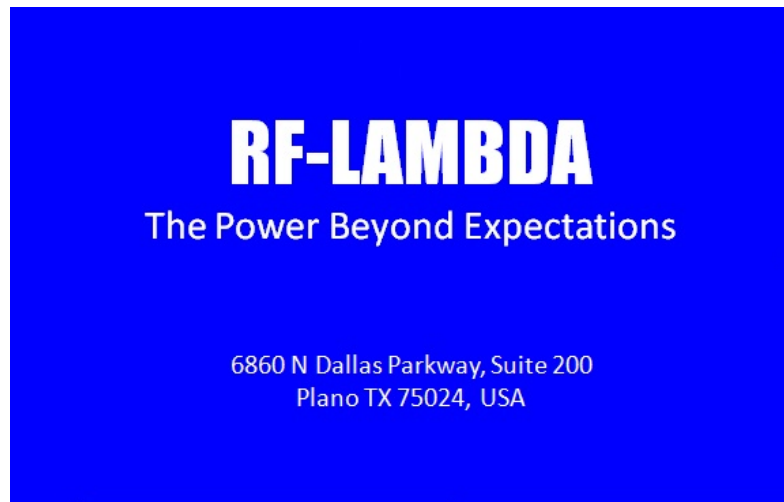 RF-LAMBDA
The Power Beyond Expectations
6860 N Dallas Parkway, Suite 200
Plano TX 75024, USA